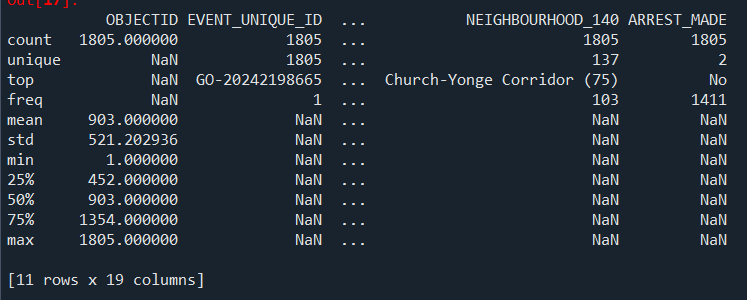 Out[17]:
OBJECTID EVENT_UNIQUE_ID ... NEIGHBOURHOOD_140 ARREST_MADE
count 1805.000000 1805 ... 1805 1805
unique NaN 1805 ... 137 2
top NaN GO-20242198665 ... Church-Yonge Corridor (75) No
freq NaN 1 ... 103 1411
mean 903.000000 NaN ... NaN NaN
std 521.202936 NaN ... NaN NaN
min 1.000000 NaN ... NaN NaN
25% 452.000000 NaN ... NaN NaN
50% 903.000000 NaN ... NaN NaN
75% 1354.000000 NaN ... NaN NaN
max 1805.000000 NaN ... NaN NaN
[11 rows x 19 columns]